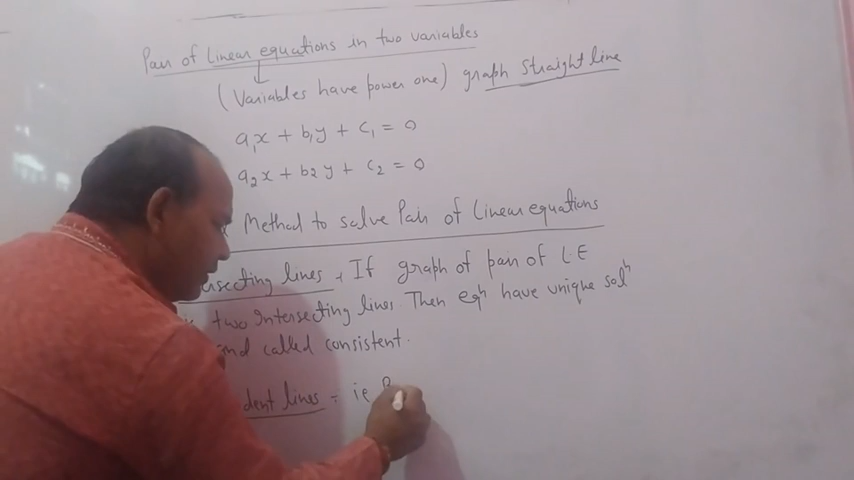 Pair of Linear equations in two variables
(Variables have power one) graph straight line
a₁x + b₁y + c₁ = 0
a₂x + b₂y + c₂ = 0
Method to solve Pair of Linear equations
ersecting lines, If graph of pair of L.E
two Intersecting lines Then eqⁿ have unique solⁿ
and called consistent.
dent lines - ie